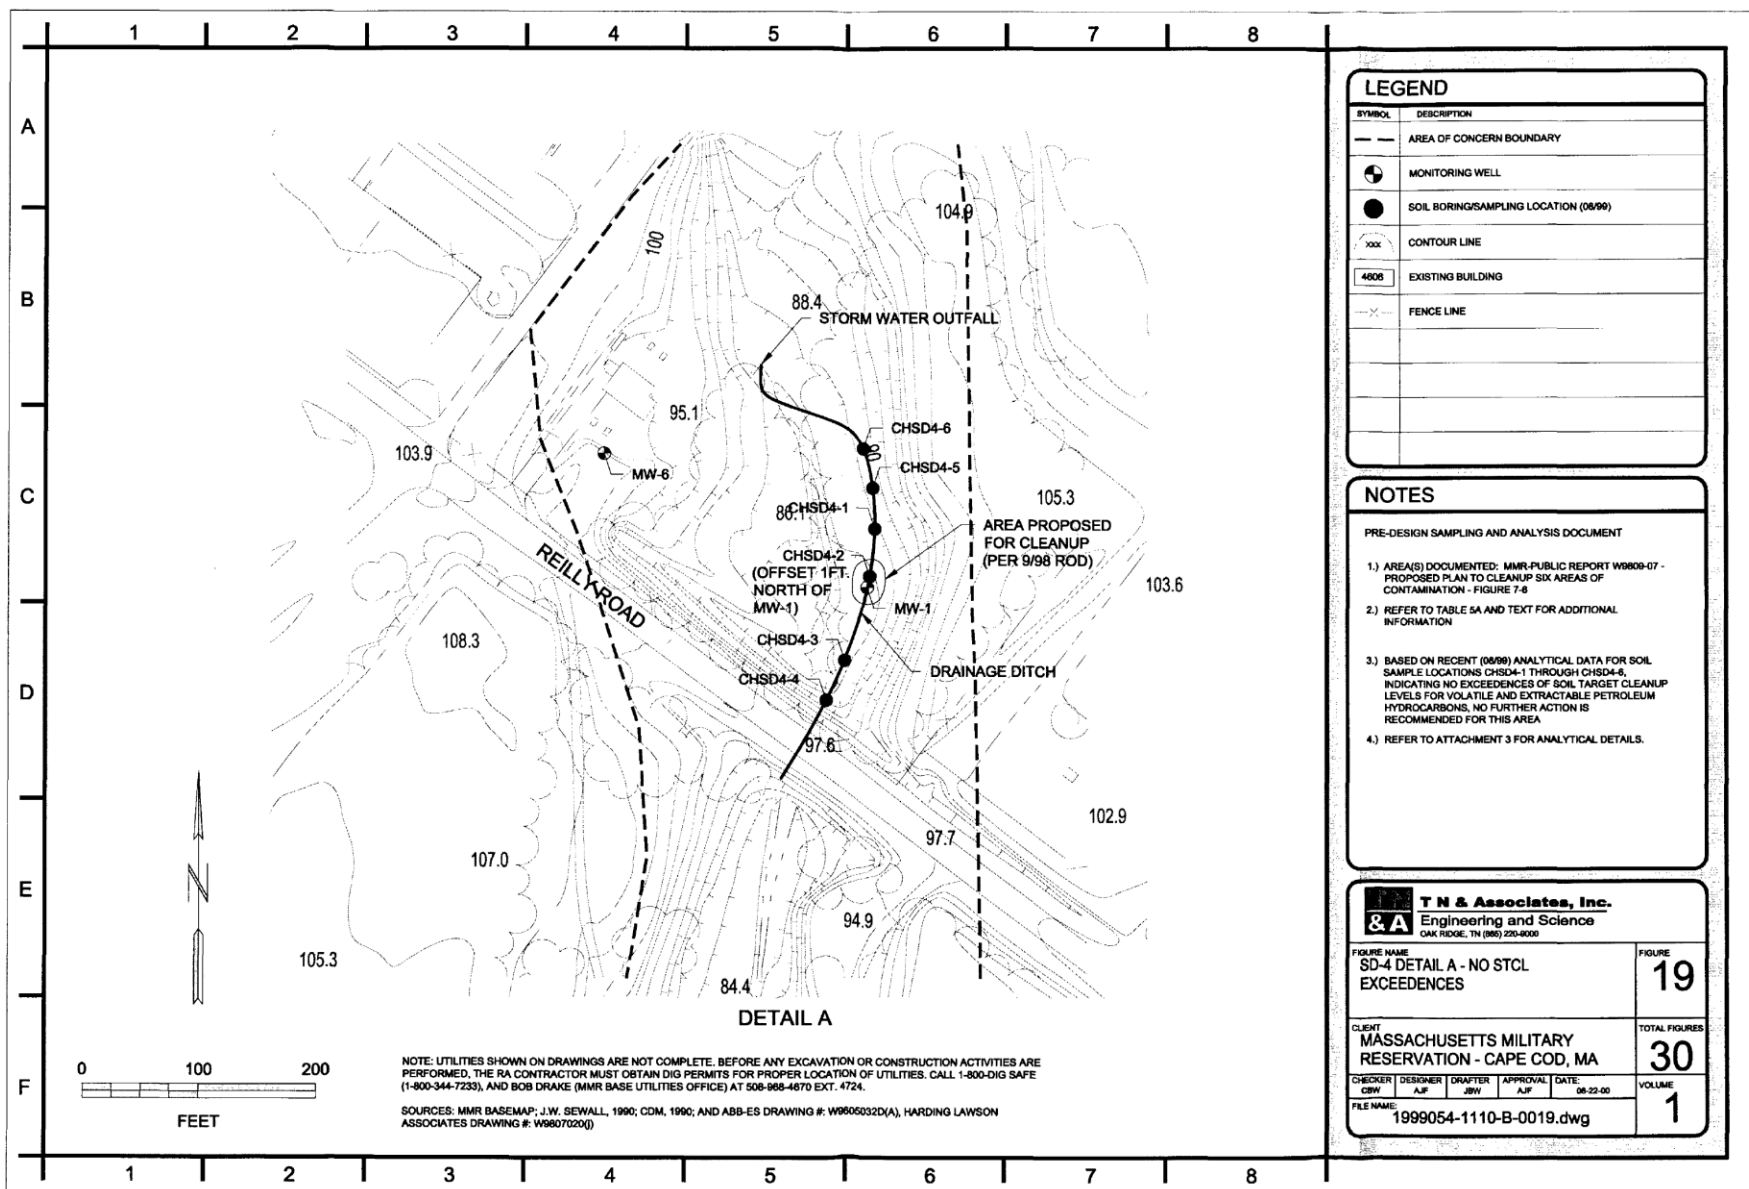 1 2 3 4 5 6 7 8
A
B
C
D
E
F
104.9
100
88.4
STORM WATER OUTFALL
95.1
CHSD4-6
90
103.9
MW-6
CHSD4-5
105.3
CHSD4-1
AREA PROPOSED
FOR CLEANUP
(PER 9/98 ROD)
CHSD4-2
(OFFSET 1FT.
NORTH OF
MW-1)
MW-1
103.6
REILLY ROAD
108.3
CHSD4-3
DRAINAGE DITCH
CHSD4-4
97.6
102.9
97.7
107.0
94.9
105.3
84.4
N
DETAIL A
0 100 200
FEET
NOTE: UTILITIES SHOWN ON DRAWINGS ARE NOT COMPLETE. BEFORE ANY EXCAVATION OR CONSTRUCTION ACTIVITIES ARE
PERFORMED, THE RA CONTRACTOR MUST OBTAIN DIG PERMITS FOR PROPER LOCATION OF UTILITIES. CALL 1-800-DIG SAFE
(1-800-344-7233), AND BOB DRAKE (MMR BASE UTILITIES OFFICE) AT 508-968-4670 EXT. 4724.
SOURCES: MMR BASEMAP; J.W. SEWALL, 1990; CDM, 1990; AND ABB-ES DRAWING #: W9605032D(A), HARDING LAWSON
ASSOCIATES DRAWING #: W9807020(j)
1 2 3 4 5 6 7 8
LEGEND
SYMBOL DESCRIPTION
AREA OF CONCERN BOUNDARY
MONITORING WELL
SOIL BORING/SAMPLING LOCATION (08/99)
XXX CONTOUR LINE
4606 EXISTING BUILDING
X FENCE LINE
NOTES
PRE-DESIGN SAMPLING AND ANALYSIS DOCUMENT
1.) AREA(S) DOCUMENTED: MMR-PUBLIC REPORT W9809-07 -
PROPOSED PLAN TO CLEANUP SIX AREAS OF
CONTAMINATION - FIGURE 7-6
2.) REFER TO TABLE 5A AND TEXT FOR ADDITIONAL
INFORMATION
3.) BASED ON RECENT (08/99) ANALYTICAL DATA FOR SOIL
SAMPLE LOCATIONS CHSD4-1 THROUGH CHSD4-6,
INDICATING NO EXCEEDENCES OF SOIL TARGET CLEANUP
LEVELS FOR VOLATILE AND EXTRACTABLE PETROLEUM
HYDROCARBONS, NO FURTHER ACTION IS
RECOMMENDED FOR THIS AREA
4.) REFER TO ATTACHMENT 3 FOR ANALYTICAL DETAILS.
&A
T N & Associates, Inc.
Engineering and Science
OAK RIDGE, TN (865) 220-9000
FIGURE NAME
SD-4 DETAIL A - NO STCL
EXCEEDENCES
FIGURE
19
CLIENT
MASSACHUSETTS MILITARY
RESERVATION - CAPE COD, MA
TOTAL FIGURES
30
CHECKER DESIGNER DRAFTER APPROVAL DATE:
CBW AJF JBW AJF 08-22-00
VOLUME
1
FILE NAME:
1999054-1110-B-0019.dwg